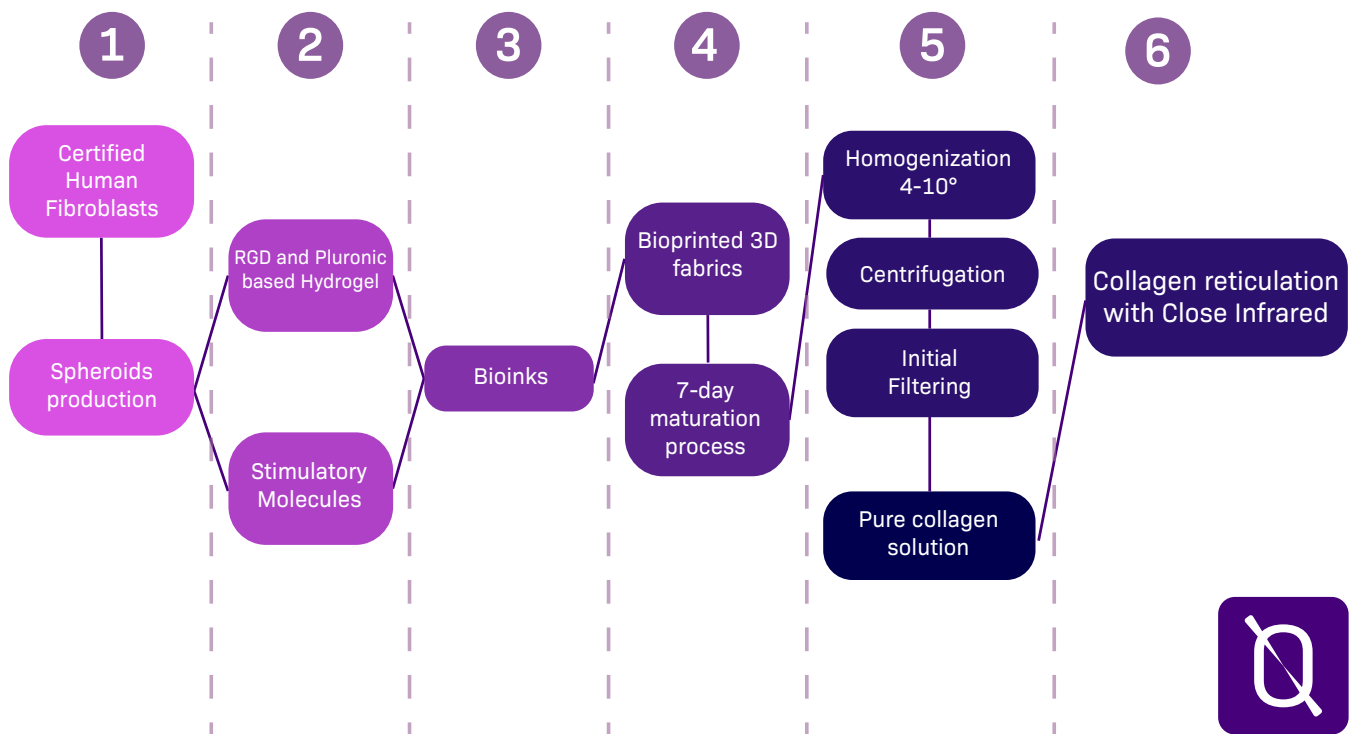 1
2
3
4
5
6
Certified
Human
Fibroblasts
Spheroids
production
RGD and Pluronic
based Hydrogel
Stimulatory
Molecules
Bioinks
Bioprinted 3D
fabrics
7-day
maturation
process
Homogenization
4-10°
Centrifugation
Initial
Filtering
Pure collagen
solution
Collagen reticulation
with Close Infrared